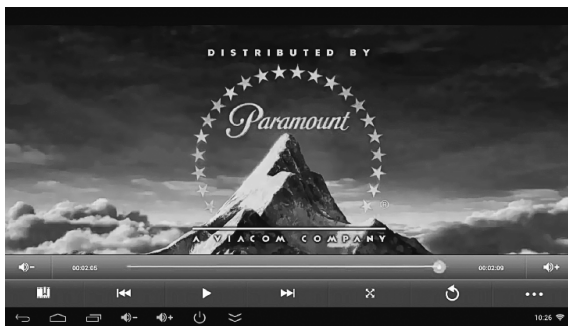 DISTRIBUTED BY
Paramount
®
A VIACOM COMPANY
00:02:05
00:02:09
10:26